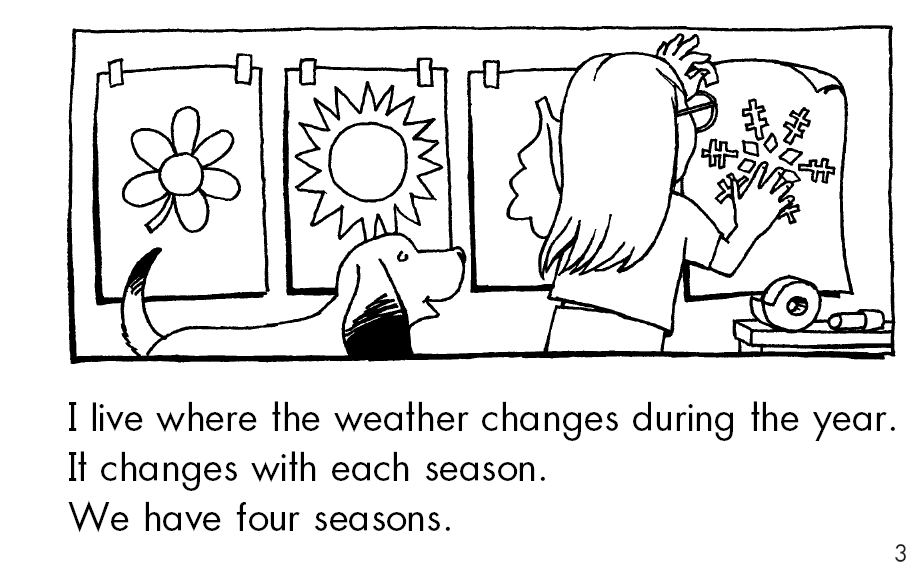 I live where the weather changes during the year.
It changes with each season.
We have four seasons.
3